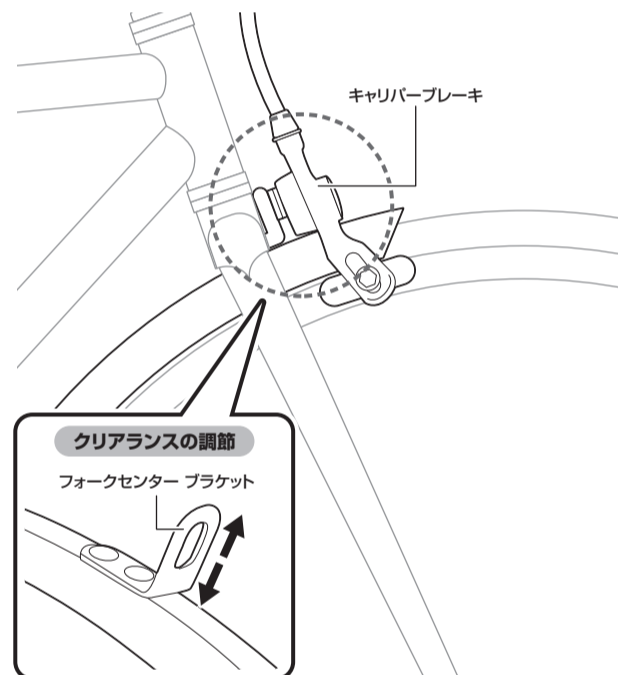 キャリパーブレーキ
クリアランスの調節
フォークセンター ブラケット